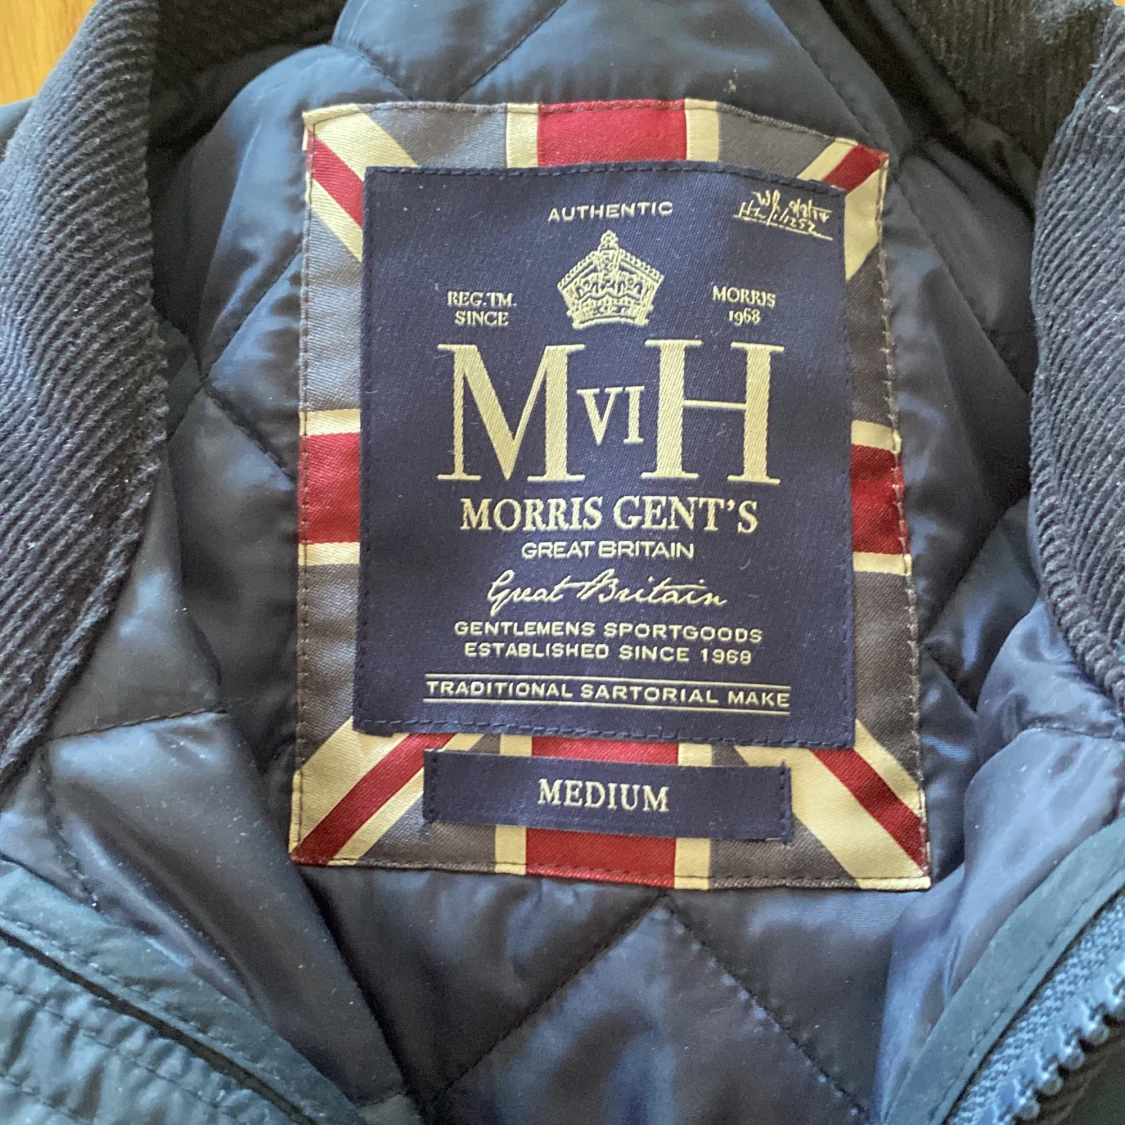 AUTHENTIC
REG.TM.
SINCE
MORRIS
1968
MVIH
MORRIS GENT'S
GREAT BRITAIN
Great Britain
GENTLEMENS SPORTGOODS
ESTABLISHED SINCE 1968
TRADITIONAL SARTORIAL MAKE
MEDIUM